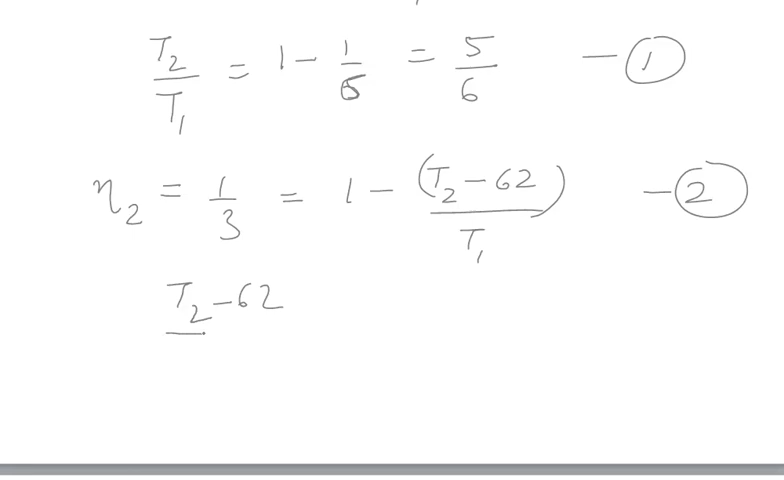 T₂/T₁ = 1 - 1/6 = 5/6 - ①
η₂ = 1/3 = 1 - (T₂ - 62)/T₁ - ②
T₂ - 62